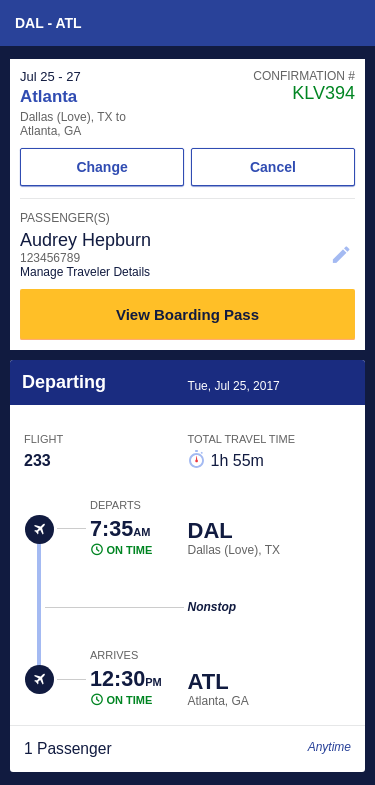 DAL - ATL
Jul 25 - 27
CONFIRMATION #
Atlanta
KLV394
Dallas (Love), TX to
Atlanta, GA
Change
Cancel
PASSENGER(S)
Audrey Hepburn
123456789
Manage Traveler Details
View Boarding Pass
Departing
Tue, Jul 25, 2017
FLIGHT
TOTAL TRAVEL TIME
233
1h 55m
DEPARTS
7:35AM
DAL
ON TIME
Dallas (Love), TX
Nonstop
ARRIVES
12:30PM
ATL
ON TIME
Atlanta, GA
1 Passenger
Anytime